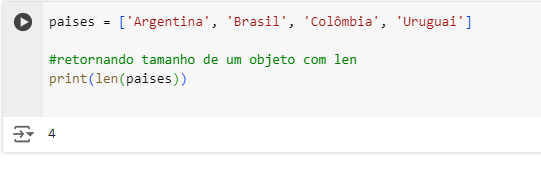 paises = ['Argentina', 'Brasil', 'Colômbia', 'Uruguai']
#retornando tamanho de um objeto com len
print(len(paises))
4